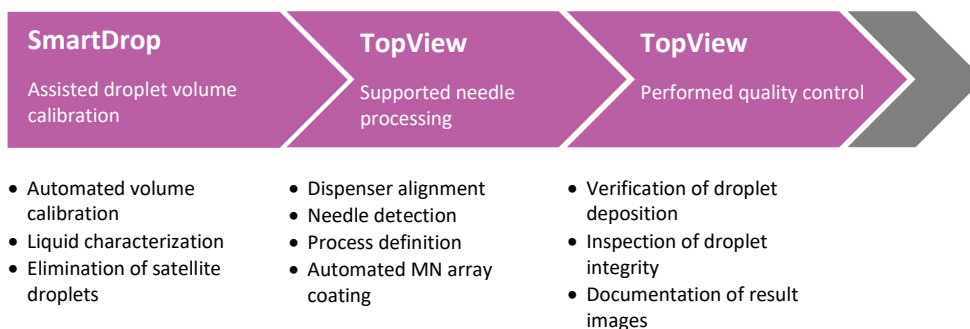 SmartDrop
Assisted droplet volume
calibration
TopView
Supported needle
processing
TopView
Performed quality control
• Automated volume
calibration
• Liquid characterization
• Elimination of satellite
droplets
• Dispenser alignment
• Needle detection
• Process definition
• Automated MN array
coating
• Verification of droplet
deposition
• Inspection of droplet
integrity
• Documentation of result
images